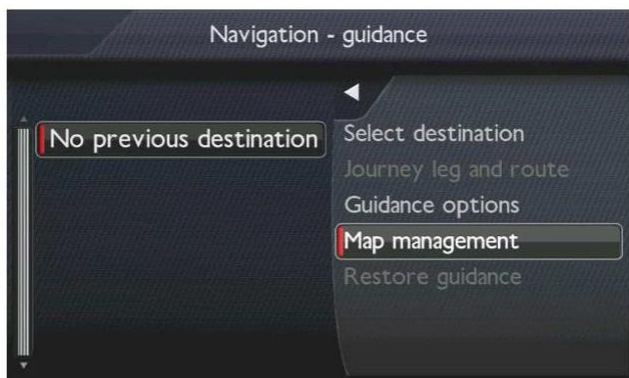 Navigation - guidance
No previous destination
Select destination
Journey leg and route
Guidance options
Map management
Restore guidance